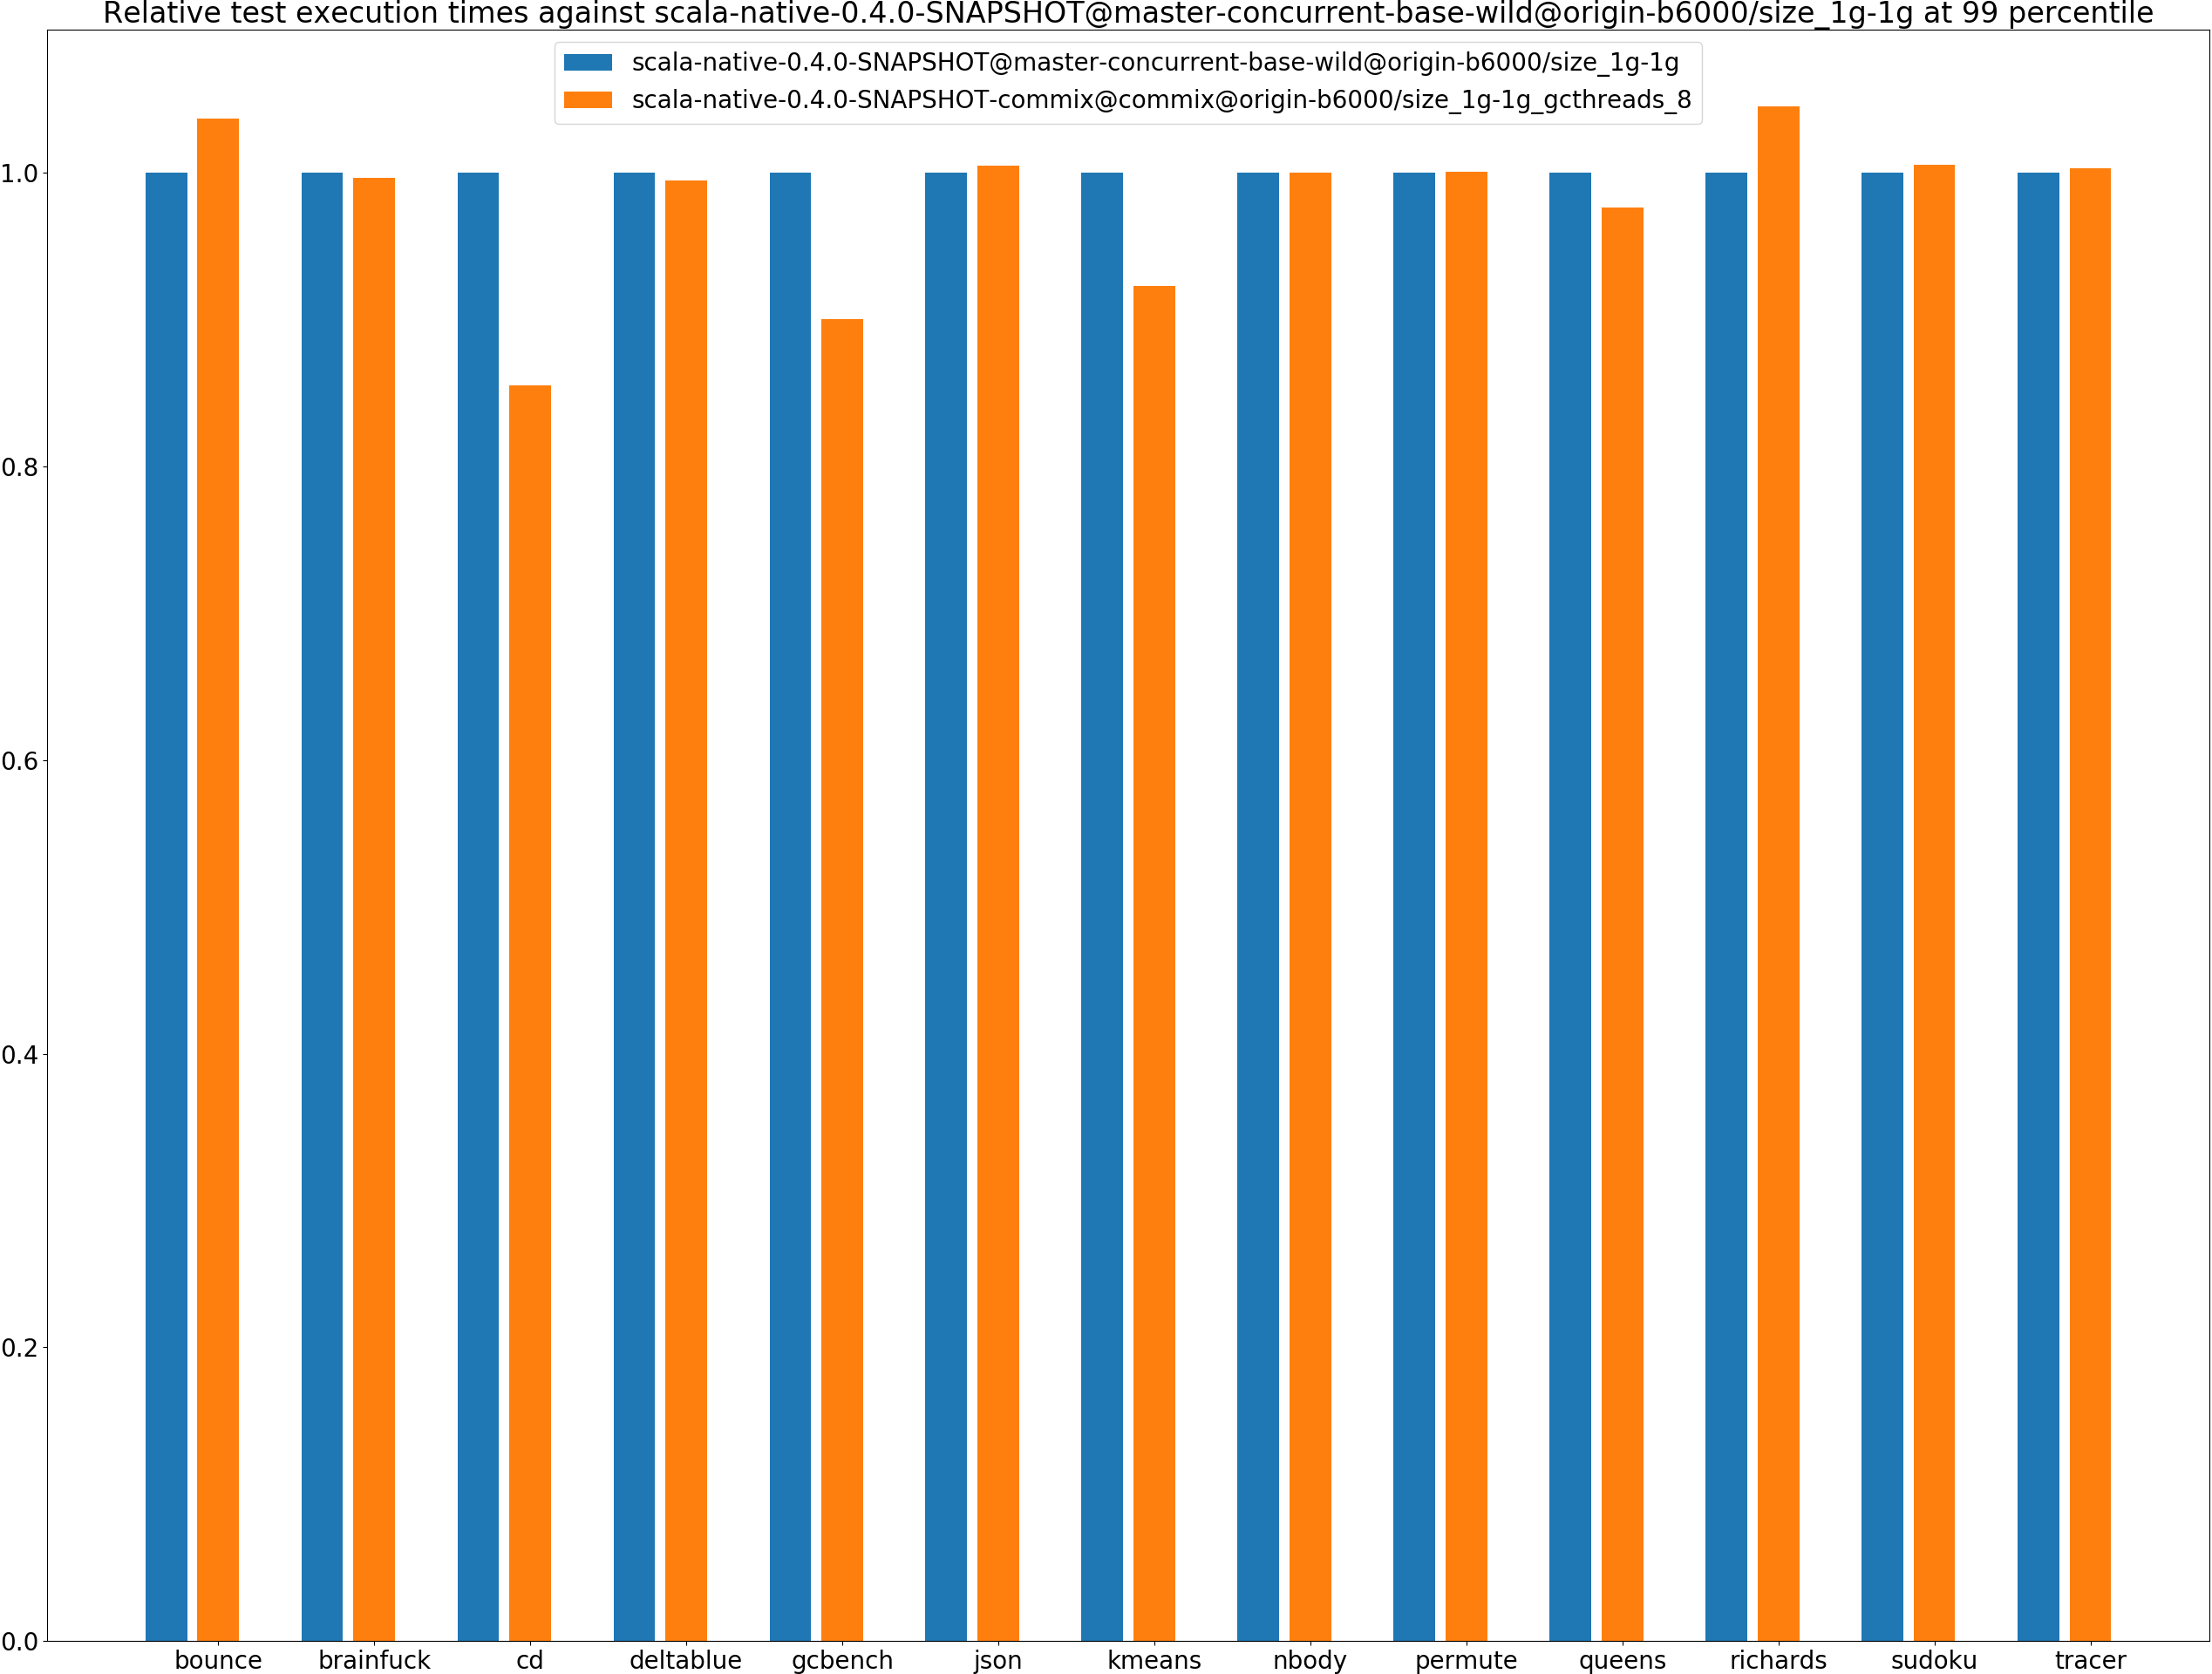 Relative test execution times against scala-native-0.4.0-SNAPSHOT@master-concurrent-base-wild@origin-b6000/size_1g-1g at 99 percentile
scala-native-0.4.0-SNAPSHOT@master-concurrent-base-wild@origin-b6000/size_1g-1g
scala-native-0.4.0-SNAPSHOT-commix@commix@origin-b6000/size_1g-1g_gcthreads_8
1.0
0.8
0.6
0.4
0.2
0.0
bounce brainfuck cd deltablue gcbench json kmeans nbody permute queens richards sudoku tracer